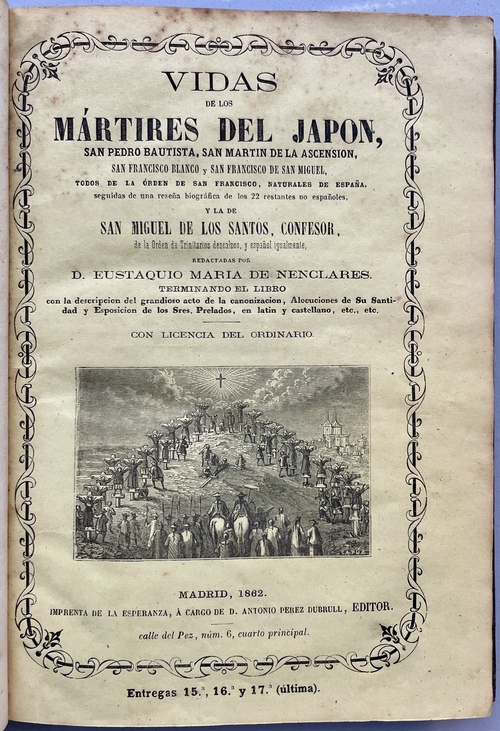 VIDAS
DE LOS
MÁRTIRES DEL JAPON,
SAN PEDRO BAUTISTA, SAN MARTIN DE LA ASCENSION,
SAN FRANCISCO BLANCO y SAN FRANCISCO DE SAN MIGUEL,
TODOS DE LA ÓRDEN DE SAN FRANCISCO, NATURALES DE ESPAÑA,
seguidas de una reseña biográfica de los 22 restantes no españoles,
Y LA DE
SAN MIGUEL DE LOS SANTOS, CONFESOR,
de la Orden de Trinitarios descalzos, y español igualmente,
REDACTADAS POR
D. EUSTAQUIO MARIA DE NENCLARES.
TERMINANDO EL LIBRO
con la descripcion del grandioso acto de la canonizacion, Alocuciones de Su Santi-
dad y Esposicion de los Sres. Prelados, en latin y castellano, etc., etc.
CON LICENCIA DEL ORDINARIO.
CAPUZ
MADRID, 1862.
IMPRENTA DE LA ESPERANZA, Á CARGO DE D. ANTONIO PEREZ DUBRULL, EDITOR.
calle del Pez, núm. 6, cuarto principal.
Entregas 15.ª, 16.ª y 17.ª (última).